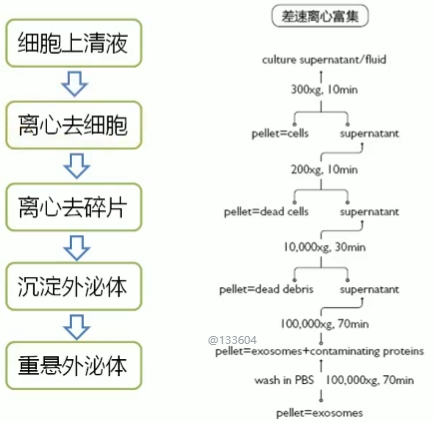 细胞上清液
离心去细胞
离心去碎片
沉淀外泌体
重悬外泌体
差速离心富集
culture supernatant/fluid
300xg, 10min
pellet=cells supernatant
200xg, 10min
pellet=dead cells supernatant
10,000xg, 30min
pellet=dead debris supernatant
100,000xg, 70min
@133604
pellet=exosomes+contaminating proteins
wash in PBS 100,000xg, 70min
pellet=exosomes